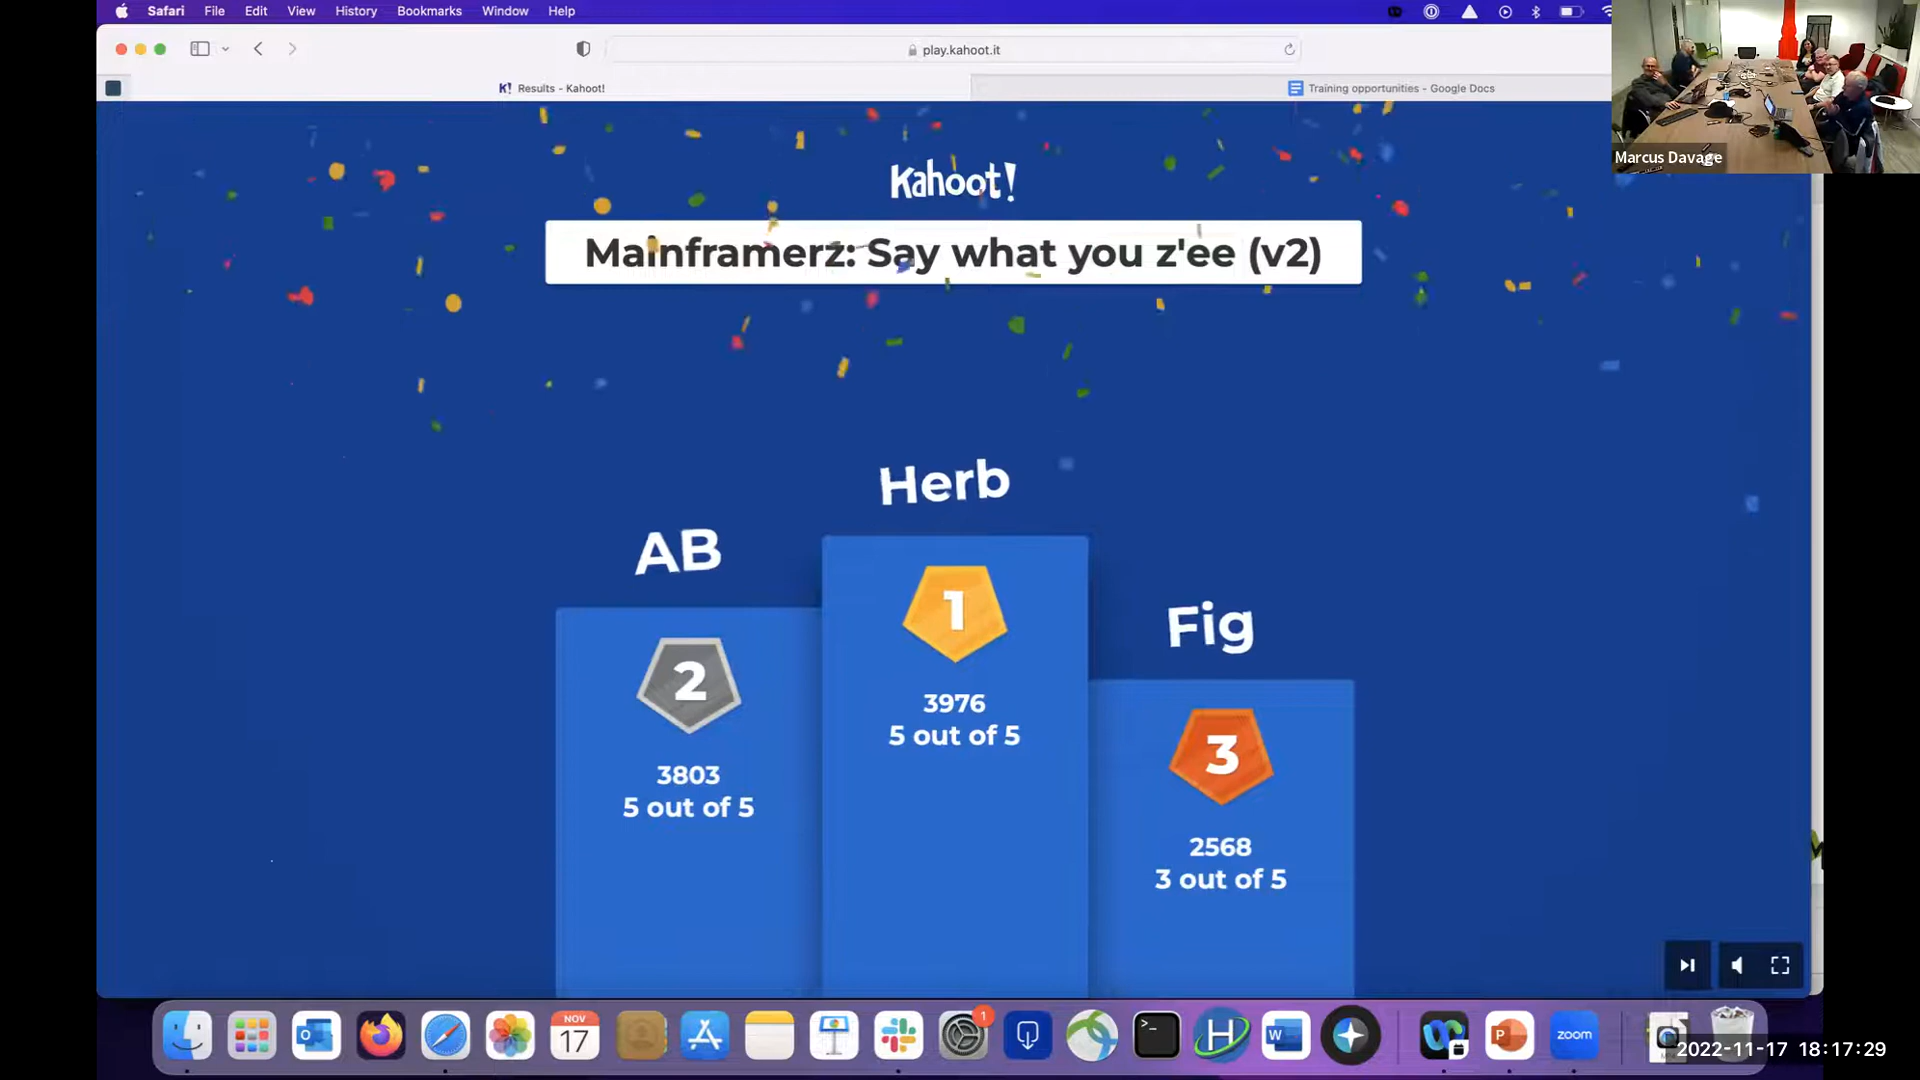 Safari File Edit View History Bookmarks Window Help
play.kahoot.it
K! Results - Kahoot!
Training opportunities - Google Docs
Marcus Davage
Kahoot!
Mainframerz: Say what you z'ee (v2)
Herb
AB
Fig
1
2
3
3976
5 out of 5
3803
5 out of 5
2568
3 out of 5
NOV
17
1
H
W
P
zoom
2022-11-17 18:17:29